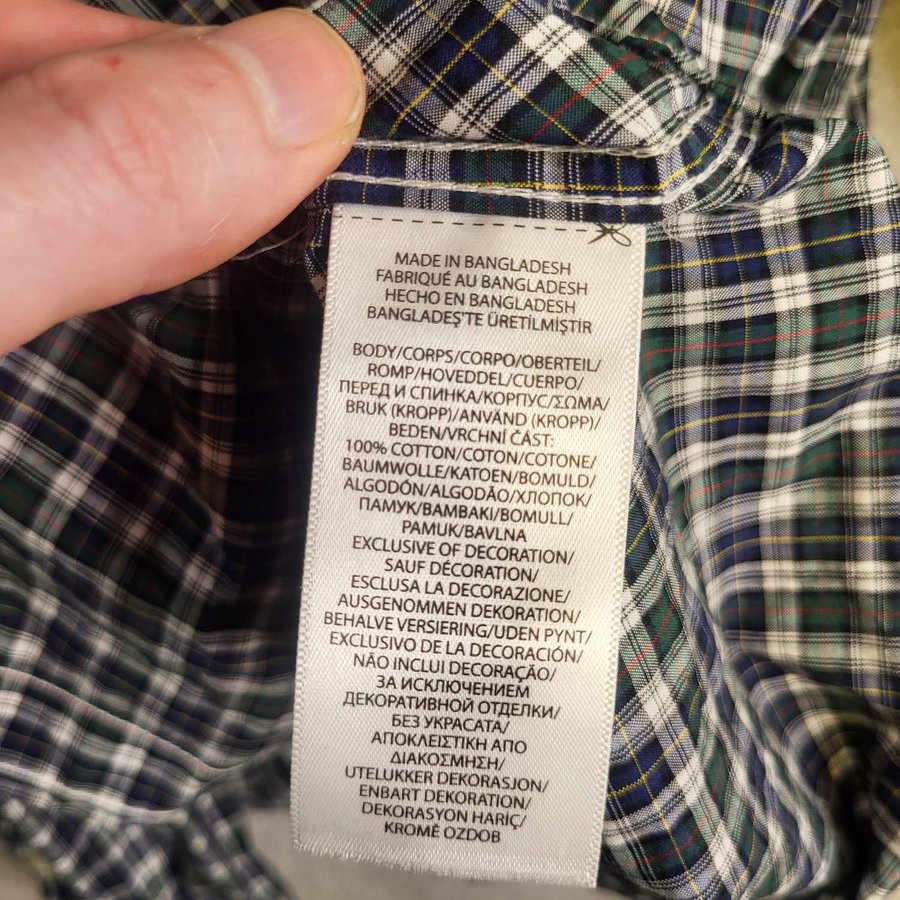 MADE IN BANGLADESH
FABRIQUÉ AU BANGLADESH
HECHO EN BANGLADESH
BANGLADEŞ'TE ÜRETİLMİŞTİR
BODY/CORPS/CORPO/OBERTEIL/
ROMP/HOVEDDEL/CUERPO/
ПЕРЕД И СПИНКА/КОРПУС/ΣΩΜΑ/
BRUK (KROPP)/ANVÄND (KROPP)/
BEDEN/VRCHNÍ ČÁST:
100% COTTON/COTON/COTONE/
BAUMWOLLE/KATOEN/BOMULD/
ALGODÓN/ALGODÃO/ХЛОПОК/
ПАМУК/BAMBAKI/BOMULL/
PAMUK/BAVLNA
EXCLUSIVE OF DECORATION/
SAUF DÉCORATION/
ESCLUSA LA DECORAZIONE/
AUSGENOMMEN DEKORATION/
BEHALVE VERSIERING/UDEN PYNT/
EXCLUSIVO DE LA DECORACIÓN/
NÃO INCLUI DECORAÇÃO/
ЗА ИСКЛЮЧЕНИЕМ
ДЕКОРАТИВНОЙ ОТДЕЛКИ/
БЕЗ УКРАСАТА/
ΑΠΟΚΛΕΙΣΤΙΚΗ ΑΠΟ
ΔΙΑΚΟΣΜΗΣΗ/
UTELUKKER DEKORASJON/
ENBART DEKORATION/
DEKORASYON HARİÇ/
KROMĚ OZDOB